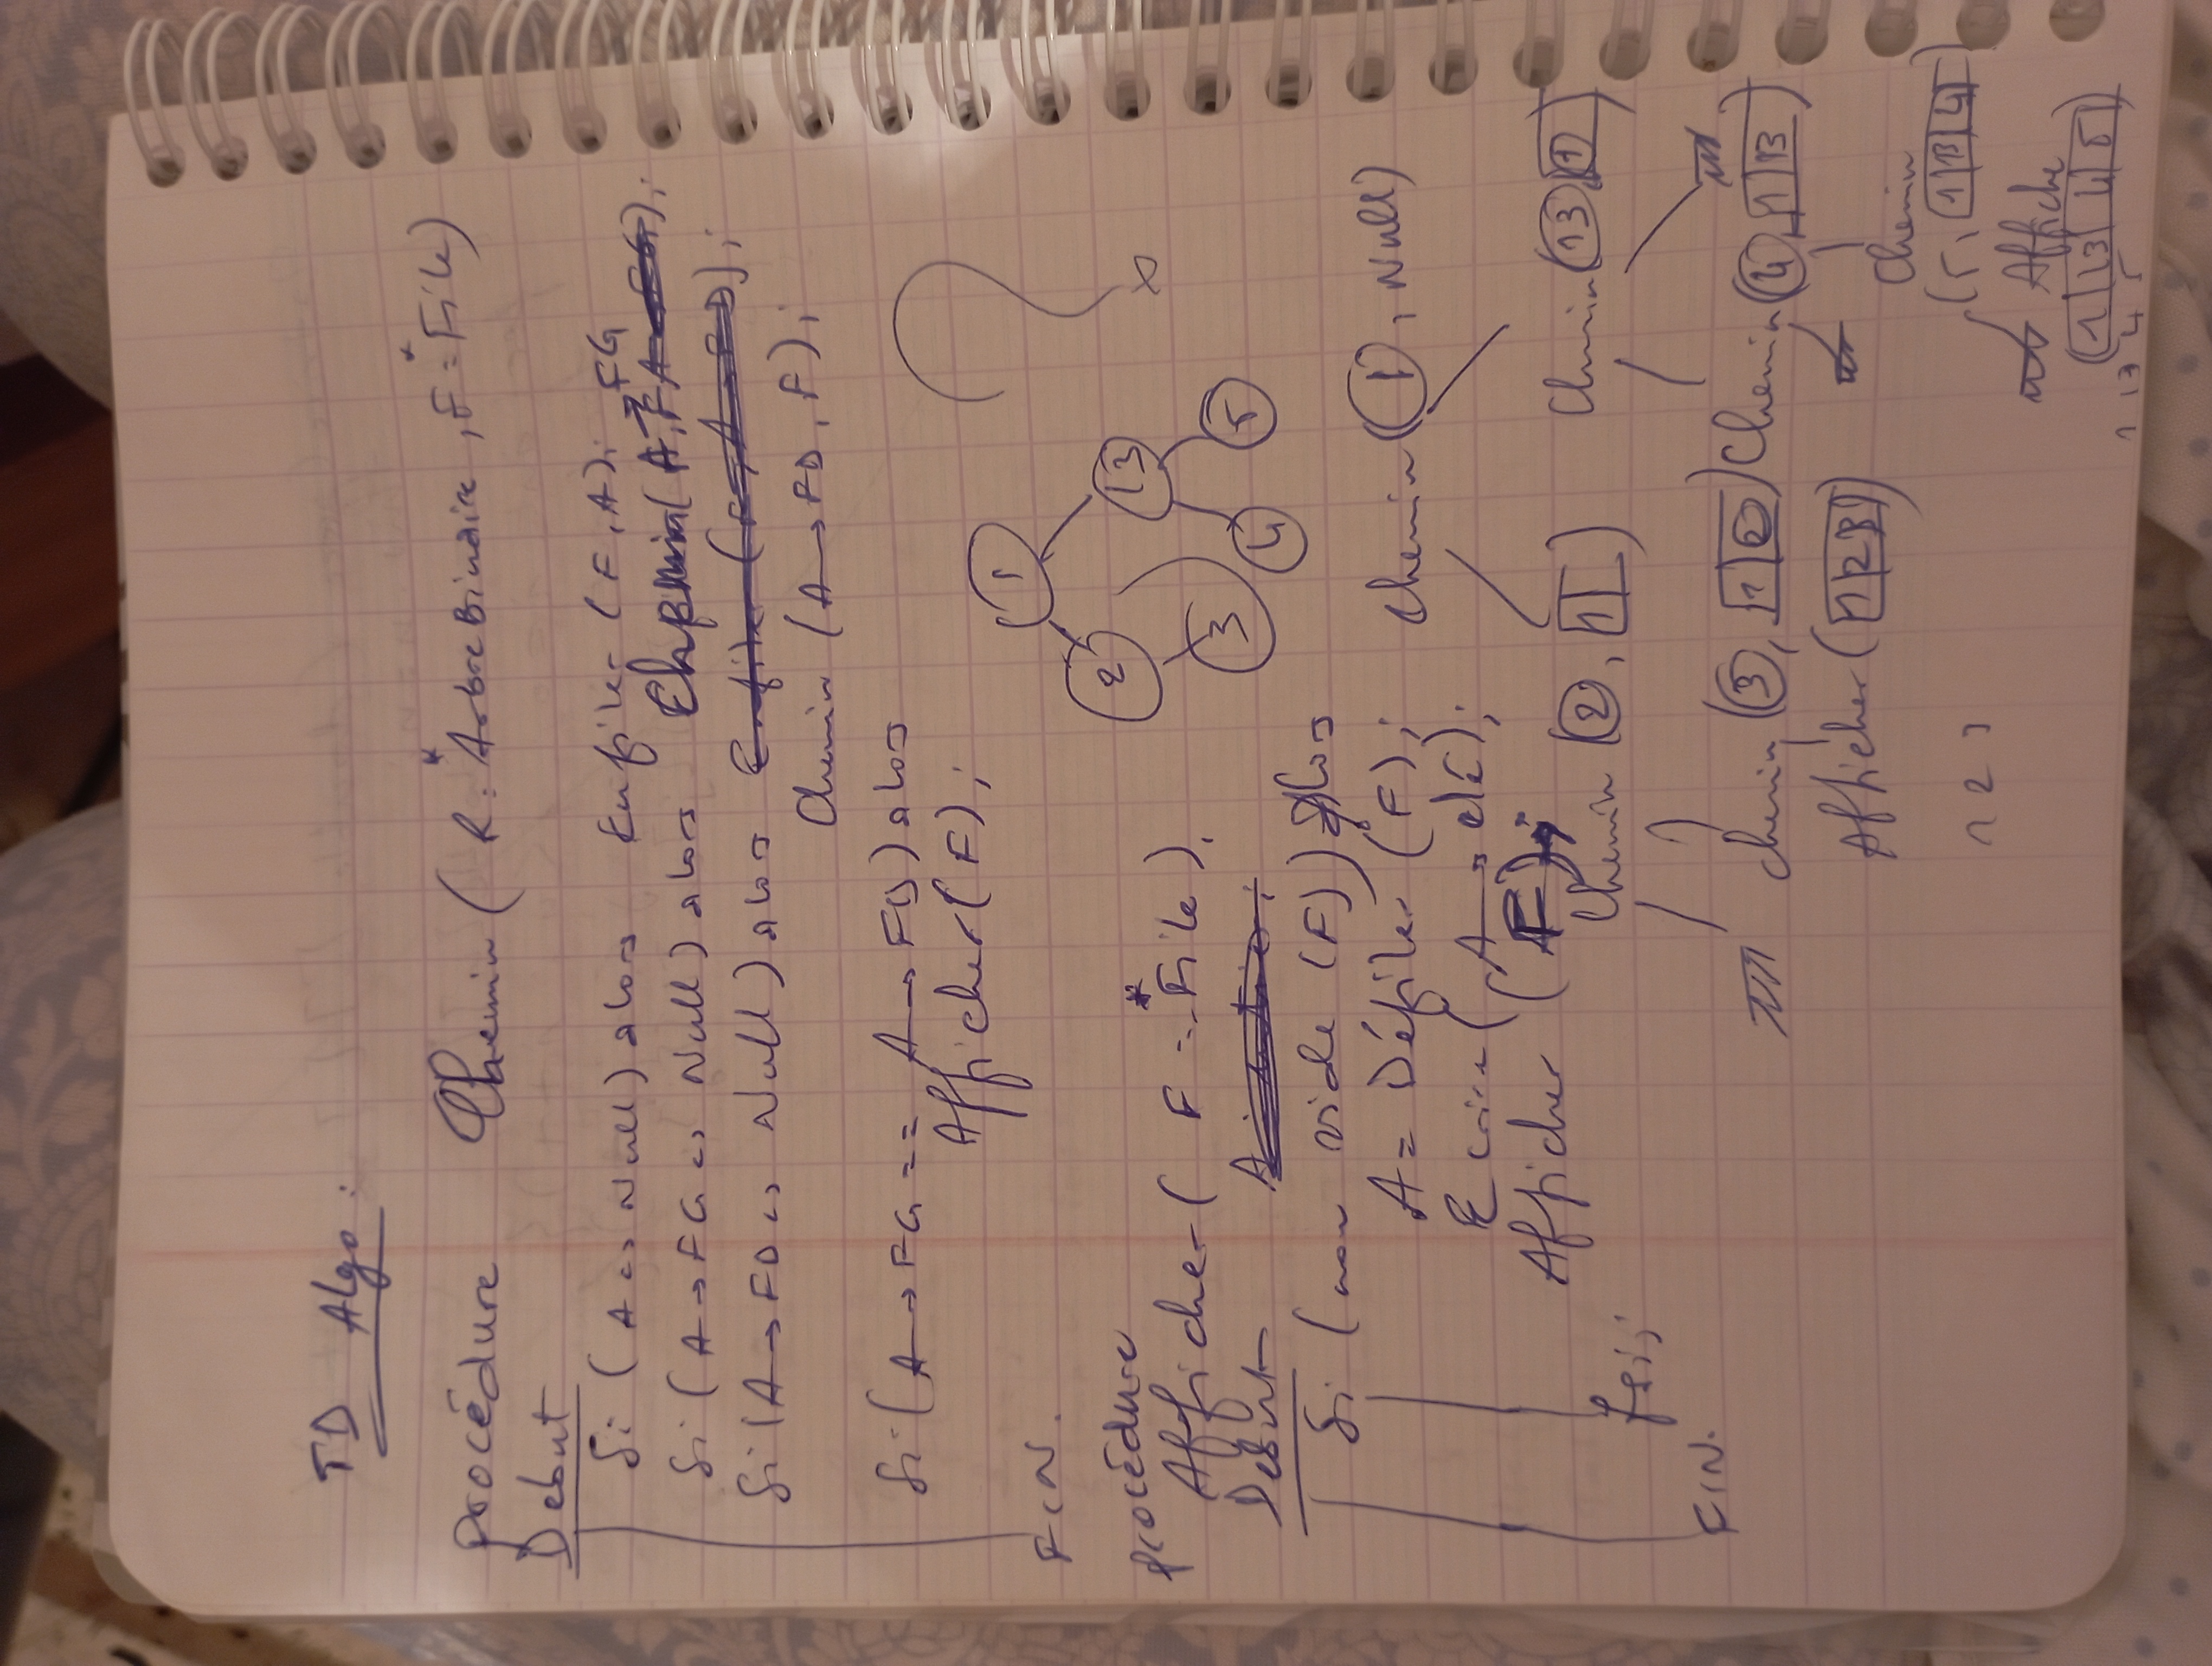 TD Algo :
procédure Chemin ( R : *ArbreBinaire , F : *File )
Debut
Si ( A <> Null ) alors Enfiler ( F , A ) ;
Si ( A → FG <> Null ) alors Chemin ( A → FG , F ) ;
Si ( A → FD <> Null ) alors
Chemin ( A → FD , F ) ;
Si ( A → FG == A → FD ) alors
Afficher ( F ) ;
FIN .
1
2 13
3 4 5
procédure
Afficher ( F : *File ) .
Debut
Si ( non vide (F) ) Alors
A = Défiler ( F ) ;
Ecrire ( A → clé ) ;
Afficher ( F ) ;
fsi ;
FIN .
Chemin ( 1 , Null )
Chemin ( 2 , 1 ) Chemin ( 13 , 1 )
chemin ( 3 , 1 | 2 ) Chemin ( 4 , 1 | 13 )
Afficher ( 1 | 2 | 3 )
Chemin
( 5 , 1 | 13 | 4 )
1 2 3
Affiche
( 1 | 13 | 4 | 5 )
1 13 4 5